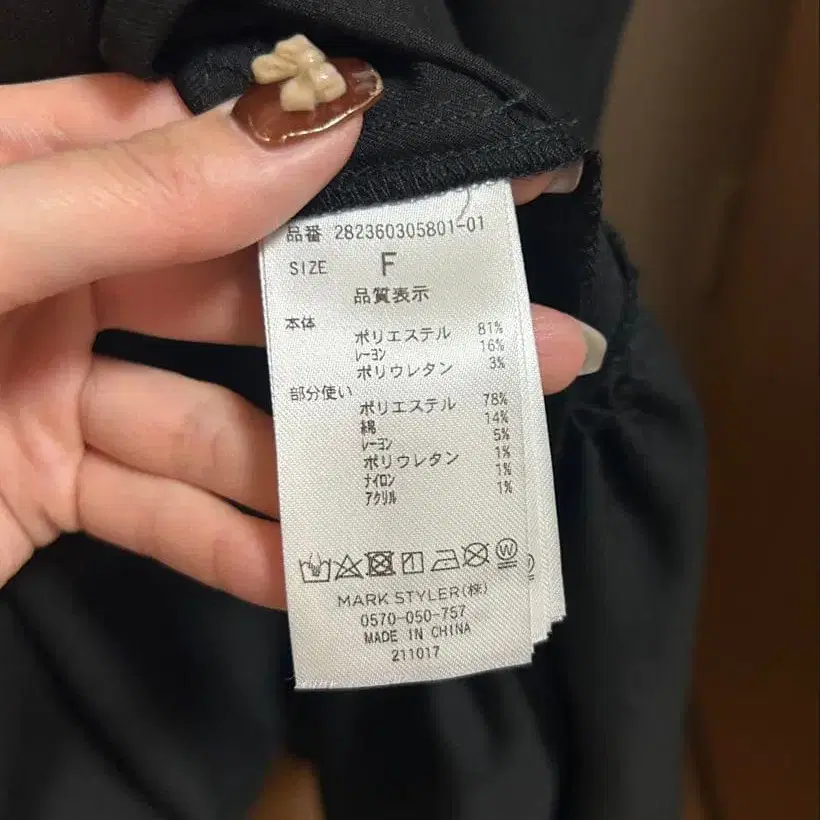 品番 282360305801-01
SIZE F
品質表示
本体
ポリエステル 81%
レーヨン 16%
ポリウレタン 3%
部分使い
ポリエステル 78%
綿 14%
レーヨン 5%
ポリウレタン 1%
ナイロン 1%
アクリル 1%
W
MARK STYLER(株)
0570-050-757
MADE IN CHINA
211017